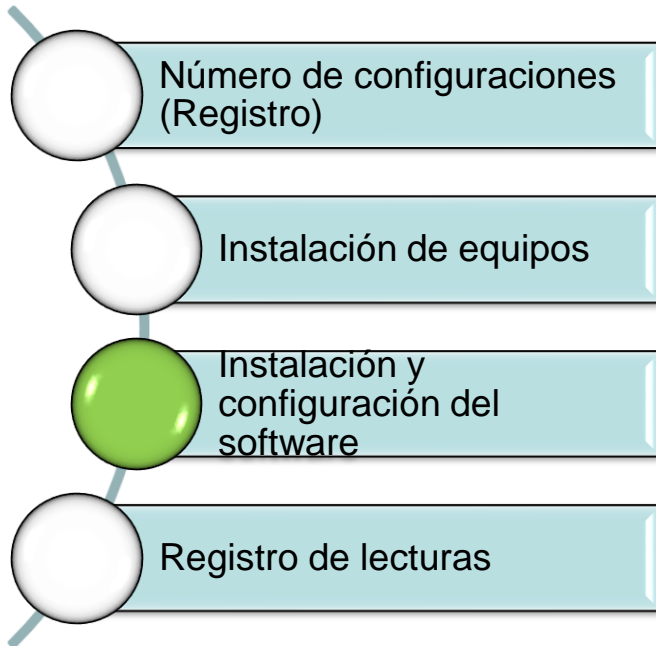 Número de configuraciones
(Registro)
Instalación de equipos
Instalación y
configuración del
software
Registro de lecturas